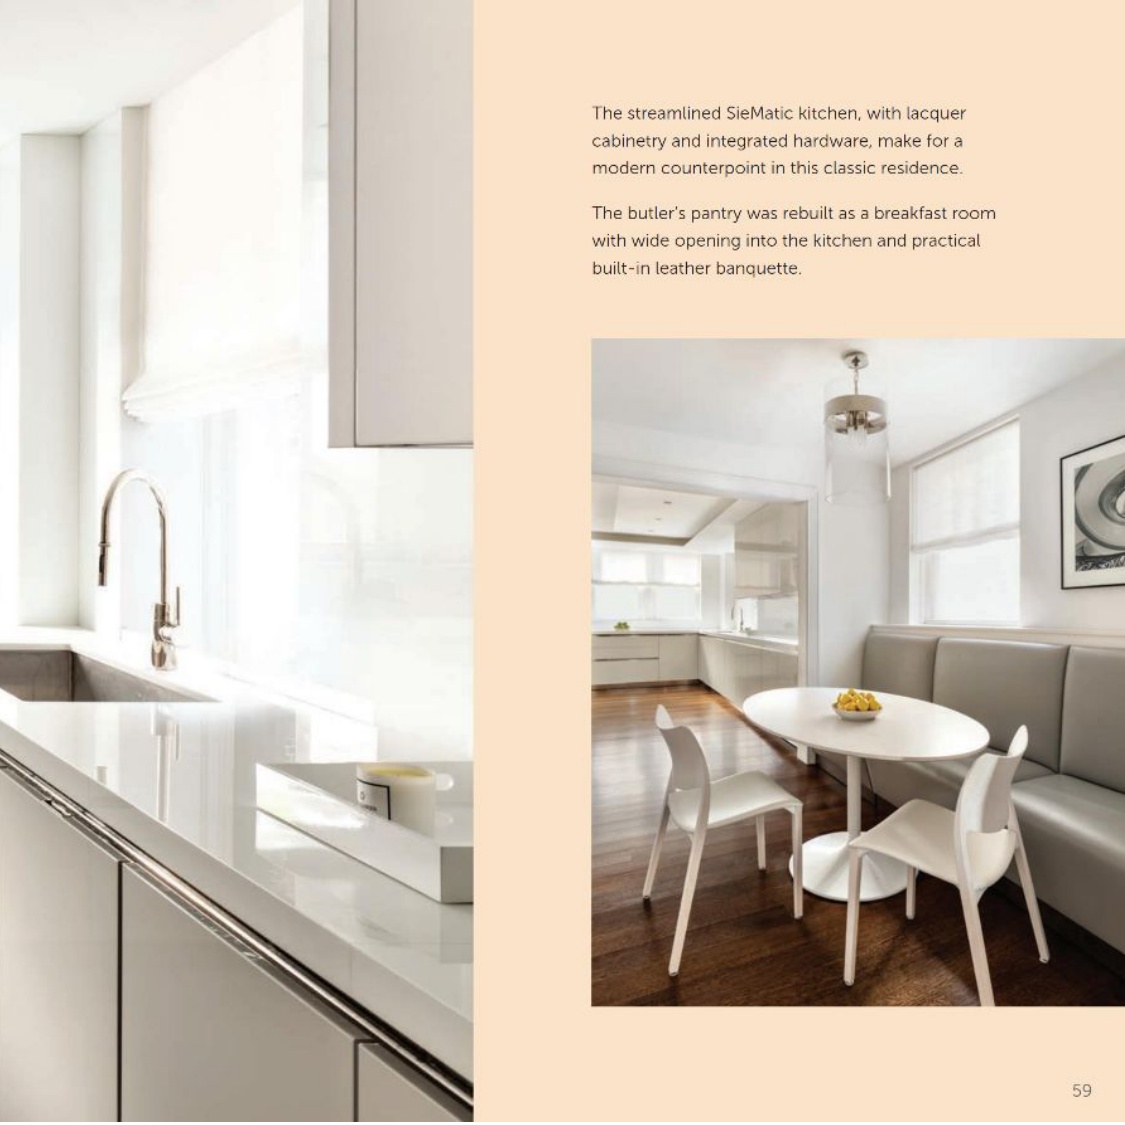 The streamlined SieMatic kitchen, with lacquer
cabinetry and integrated hardware, make for a
modern counterpoint in this classic residence.
The butler's pantry was rebuilt as a breakfast room
with wide opening into the kitchen and practical
built-in leather banquette.
59